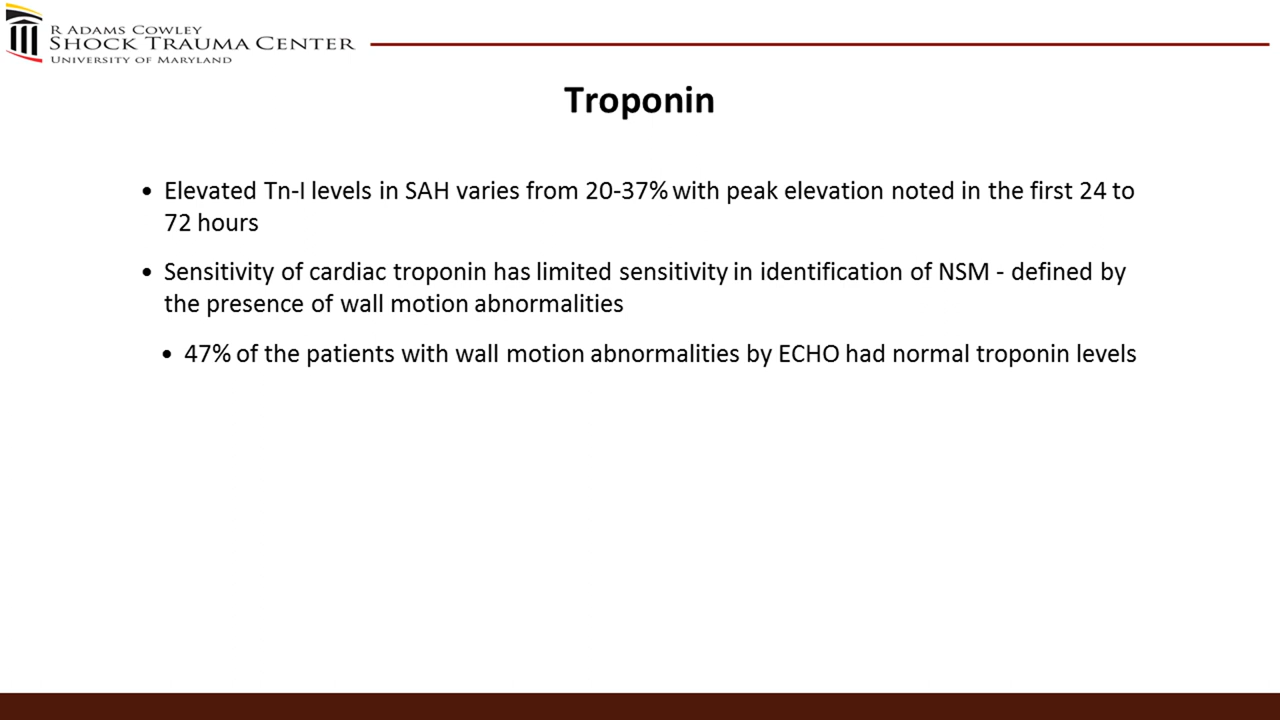 R ADAMS COWLEY
SHOCK TRAUMA CENTER
UNIVERSITY OF MARYLAND
Troponin
• Elevated Tn-I levels in SAH varies from 20-37% with peak elevation noted in the first 24 to
72 hours
• Sensitivity of cardiac troponin has limited sensitivity in identification of NSM - defined by
the presence of wall motion abnormalities
• 47% of the patients with wall motion abnormalities by ECHO had normal troponin levels